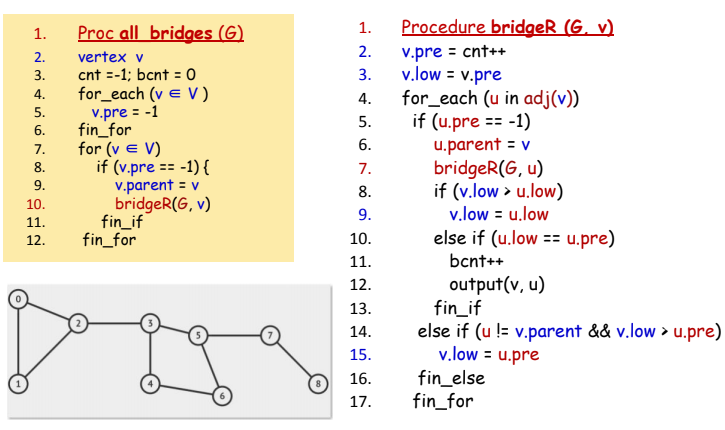 1. Proc all_bridges (G)
2. vertex v
3. cnt =-1; bcnt = 0
4. for_each (v ∈ V )
5. v.pre = -1
6. fin_for
7. for (v ∈ V)
8. if (v.pre == -1) {
9. v.parent = v
10. bridgeR(G, v)
11. fin_if
12. fin_for
1. Procedure bridgeR (G, v)
2. v.pre = cnt++
3. v.low = v.pre
4. for_each (u in adj(v))
5. if (u.pre == -1)
6. u.parent = v
7. bridgeR(G, u)
8. if (v.low > u.low)
9. v.low = u.low
10. else if (u.low == u.pre)
11. bcnt++
12. output(v, u)
13. fin_if
14. else if (u != v.parent && v.low > u.pre)
15. v.low = u.pre
16. fin_else
17. fin_for
0
2
3
5
7
1
4
6
8